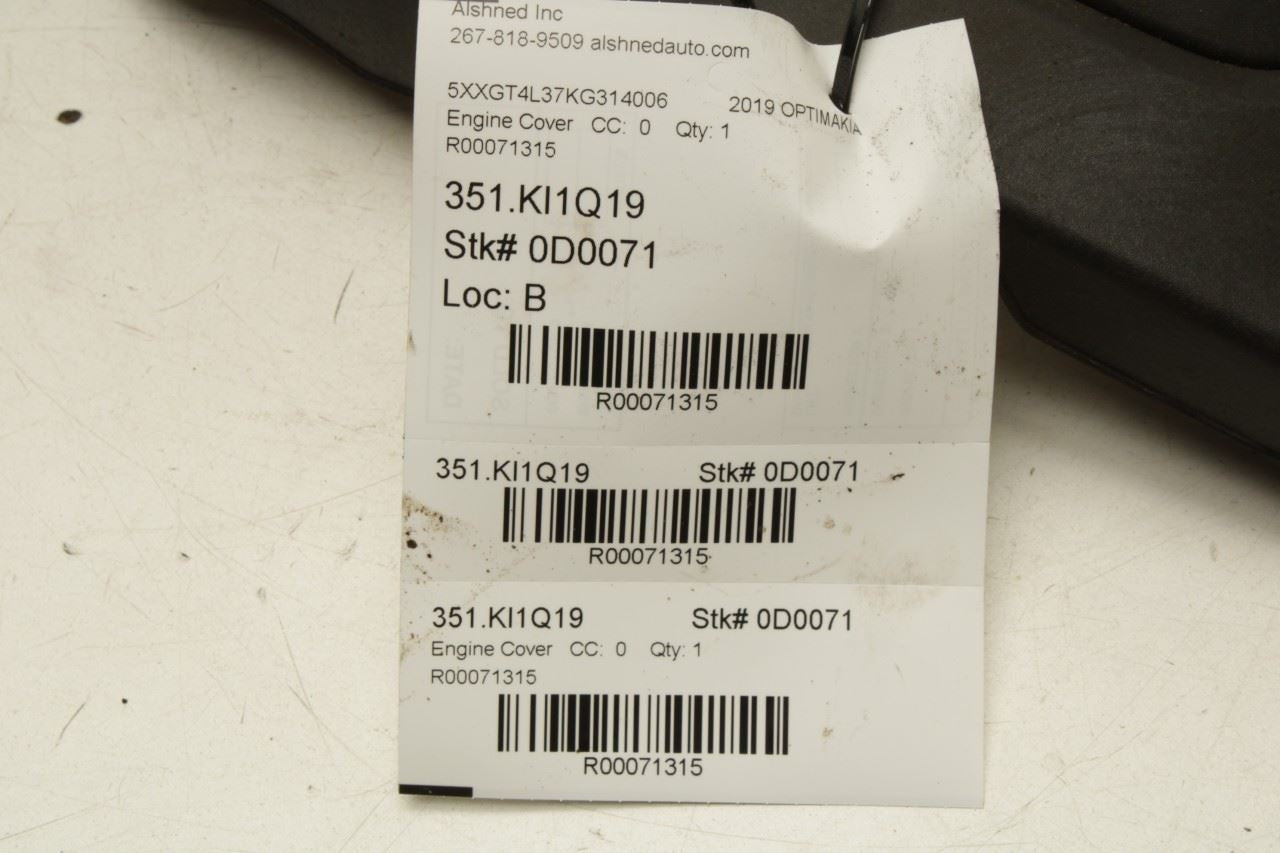 Alshned Inc
267-818-9509 alshnedauto.com
5XXGT4L37KG314006 2019 OPTIMAKIA
Engine Cover CC: 0 Qty: 1
R00071315
351.KI1Q19
Stk# 0D0071
Loc: B
R00071315
351.KI1Q19 Stk# 0D0071
R00071315
351.KI1Q19 Stk# 0D0071
Engine Cover CC: 0 Qty: 1
R00071315
R00071315